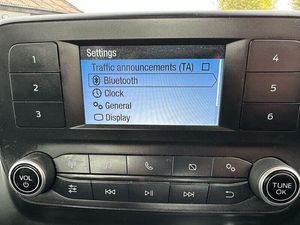 Settings
Traffic announcements (TA)
Bluetooth
Clock
General
Display
1
2
3
4
5
6
VOL
TUNE
OK